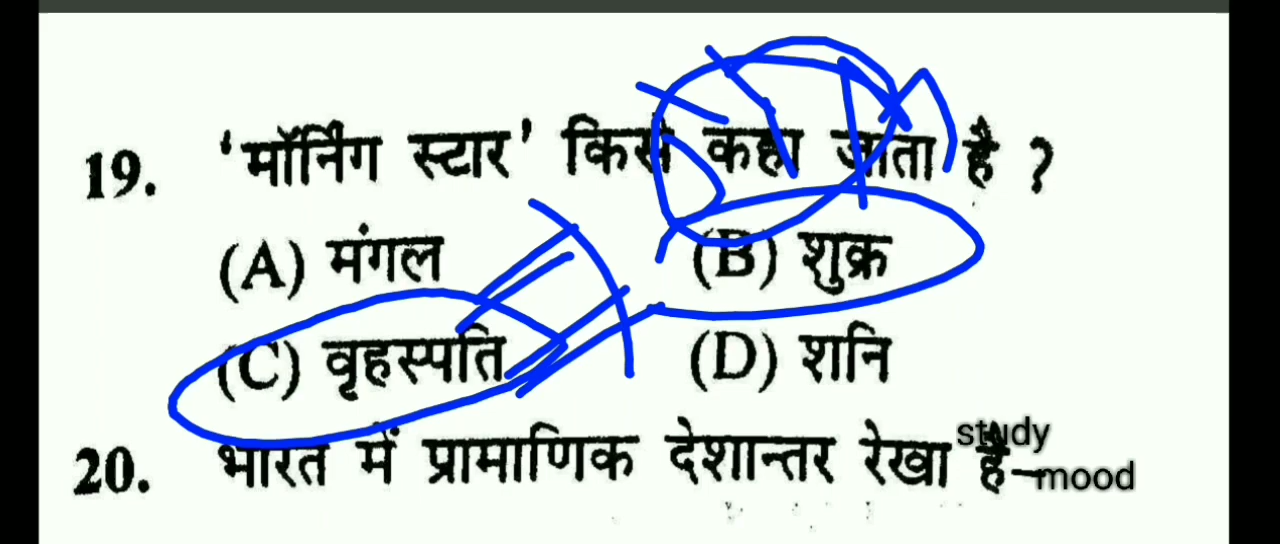 19. 'मॉर्निंग स्टार' किसे कहा जाता है ?
(A) मंगल (B) शुक्र
(C) वृहस्पति (D) शनि
20. भारत में प्रामाणिक देशान्तर रेखा है—
study
mood